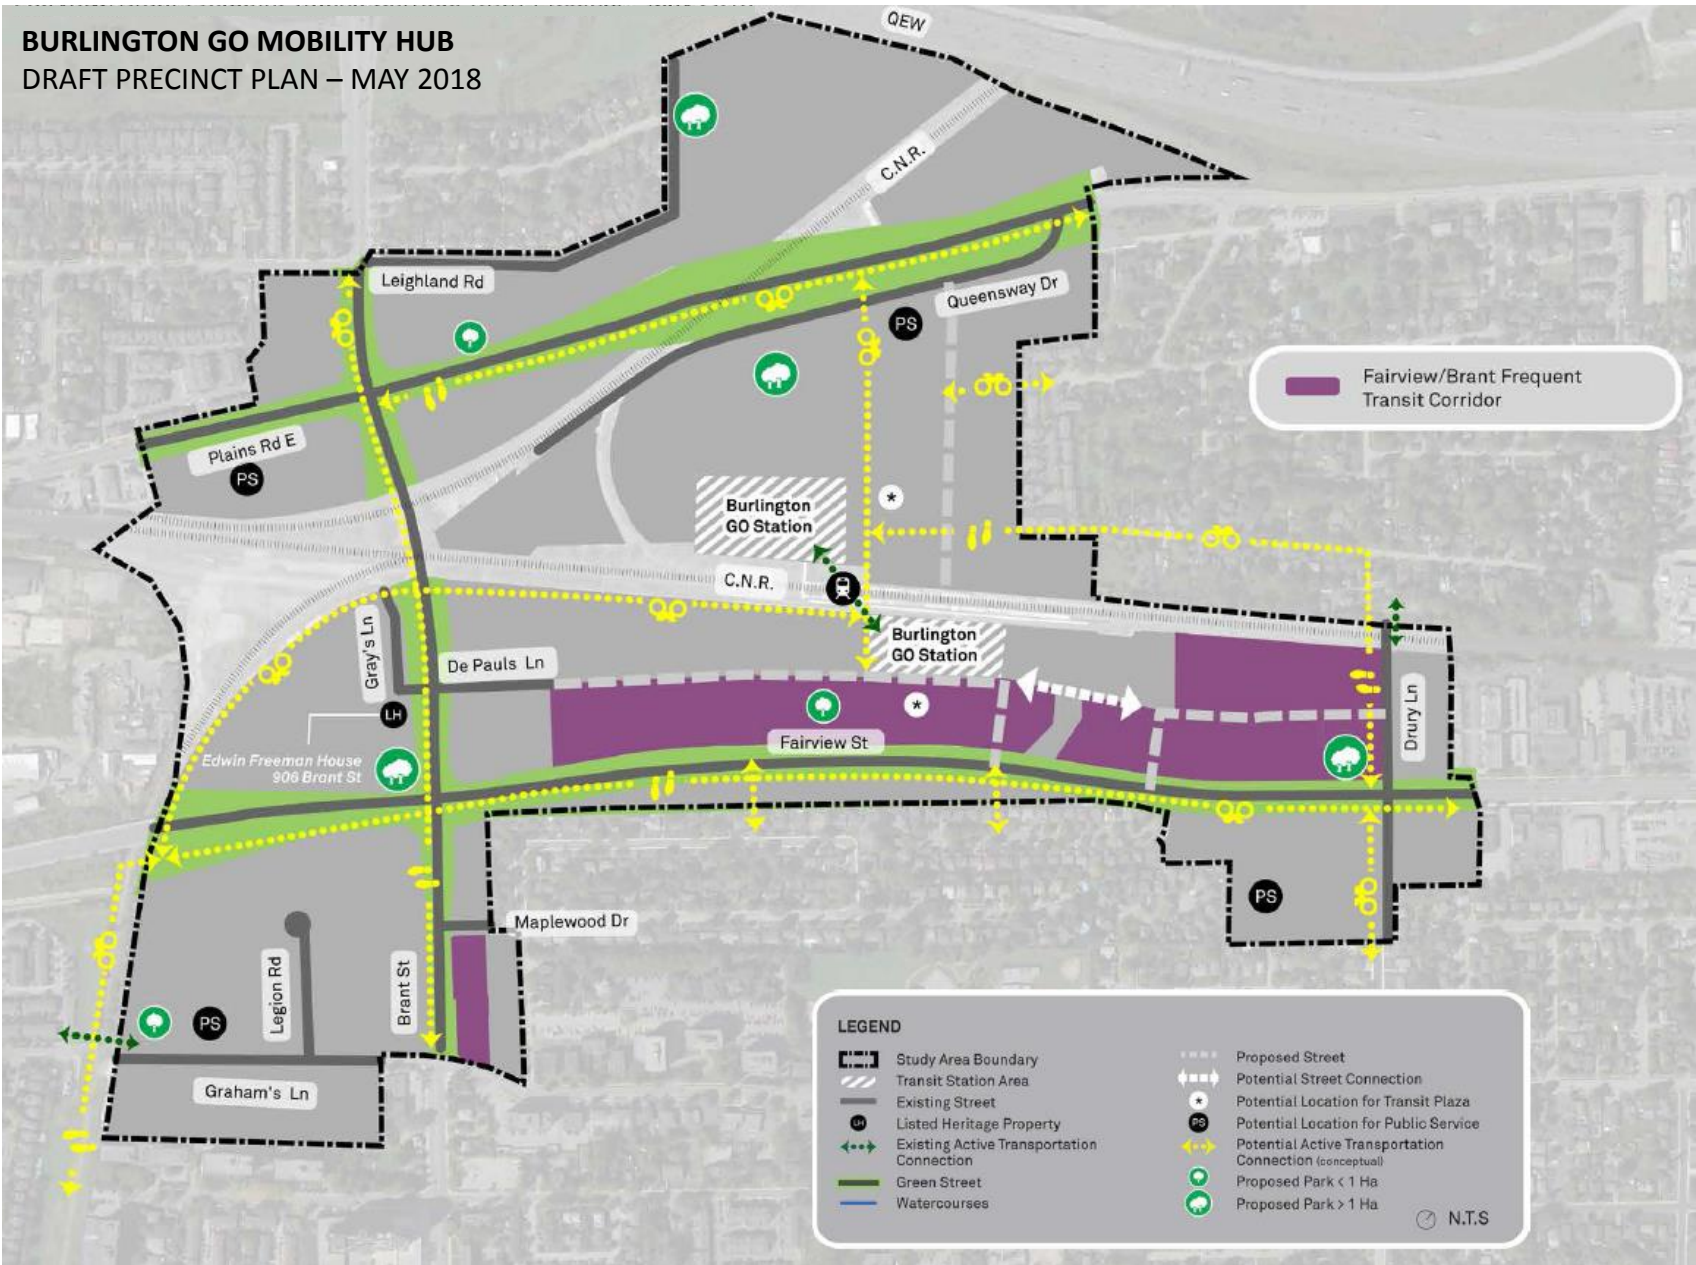 BURLINGTON GO MOBILITY HUB
DRAFT PRECINCT PLAN – MAY 2018
QEW
C.N.R.
Leighland Rd
Queensway Dr
PS
Fairview/Brant Frequent
Transit Corridor
Plains Rd E
PS
Burlington
GO Station
*
C.N.R.
Gray's Ln
De Pauls Ln
Burlington
GO Station
LH
*
Drury Ln
Edwin Freeman House
906 Brant St
Fairview St
PS
Maplewood Dr
Legion Rd
Brant St
PS
Graham's Ln
LEGEND
Study Area Boundary
Transit Station Area
Existing Street
LH Listed Heritage Property
Existing Active Transportation
Connection
Green Street
Watercourses
Proposed Street
Potential Street Connection
* Potential Location for Transit Plaza
PS Potential Location for Public Service
Potential Active Transportation
Connection (conceptual)
Proposed Park < 1 Ha
Proposed Park > 1 Ha
N.T.S